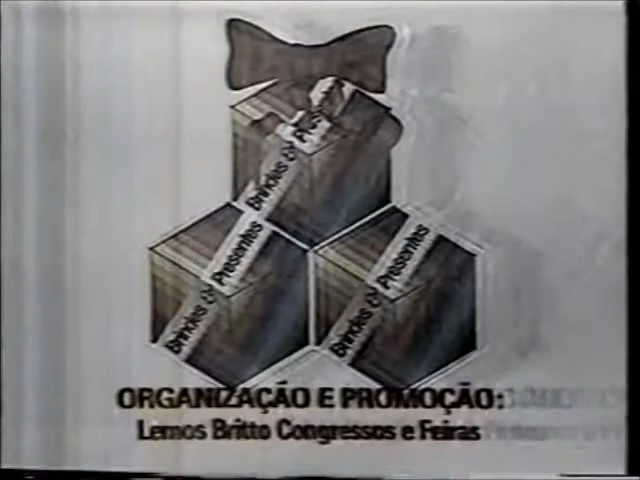 Brindes & Presentes
Brindes & Presentes
Brindes & Presentes
ORGANIZAÇÃO E PROMOÇÃO:
Lemos Britto Congressos e Feiras